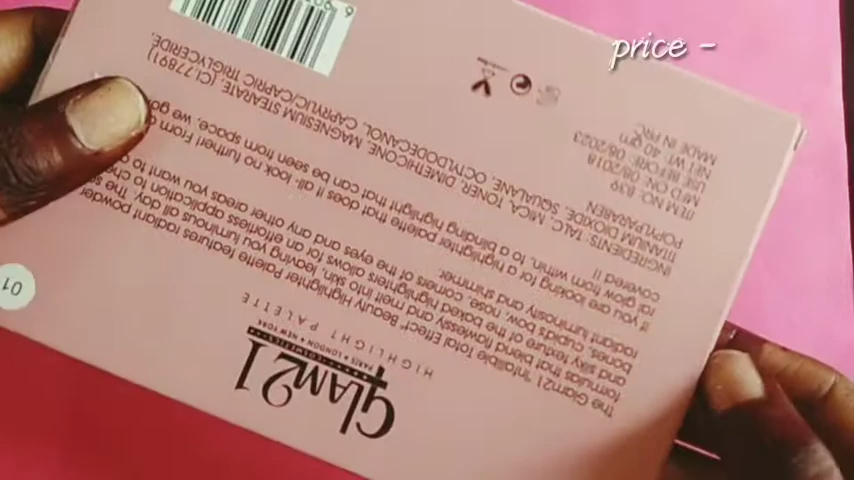 price -
Glam21
COSMETICS
PARIS • LONDON • NEW YORK
HIGHLIGHT PALETTE
The Glam21 "Infallible Total Effect" Beauty Highlighter Palette features radiant powder
formulas that blend flowlessly and melt into skin, leaving you luminous all day. The
and silky texture of the baked highlighters allows for an effortless application to
bones, cupid's bow, nose, corners of the eyes and any other areas you want to
radiant luminosity and shimmer.
If you are looking for a highlighter palette that does it all- look no further! From
ral glow from within, to a blinding highlight that can be seen from space, we go
covered !!
INGREDIENTS: TALC, MICA, TONER, DIMETHICONE, MAGNESIUM STEARATE, (CI.77891)
TITANIUM DIOXIDE, SQUALANE, OCTYLDODECANOL, CAPRYLIC/CAPRIC TRIGLYCERIDE,
POPYLPARABEN
ITEM NO: 839
MFD ON: 08/2018
USE BEFORE: 08/2023
NET WT: 40 gm
MADE IN PRC
01